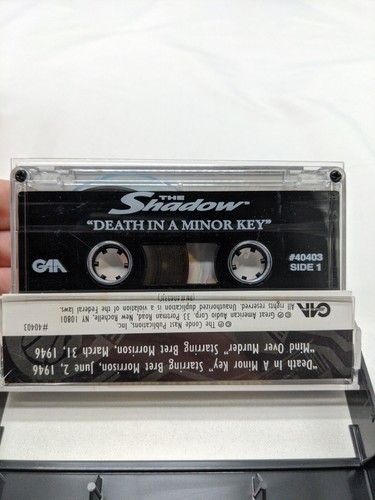 THE
Shadow™
"DEATH IN A MINOR KEY"
#40403
SIDE 1
GAA
"Death In A Minor Key" Starring Bret Morrison, June 2, 1946
"Mind Over Murder" Starring Bret Morrison, March 31, 1946
#40403
©℗ The Conde Nast Publications, Inc.
©℗ Great American Audio Corp. 33 Portman Road, New Rochelle, NY 10801
All rights reserved. Unauthorized duplication is a violation of the Federal laws.
GAA